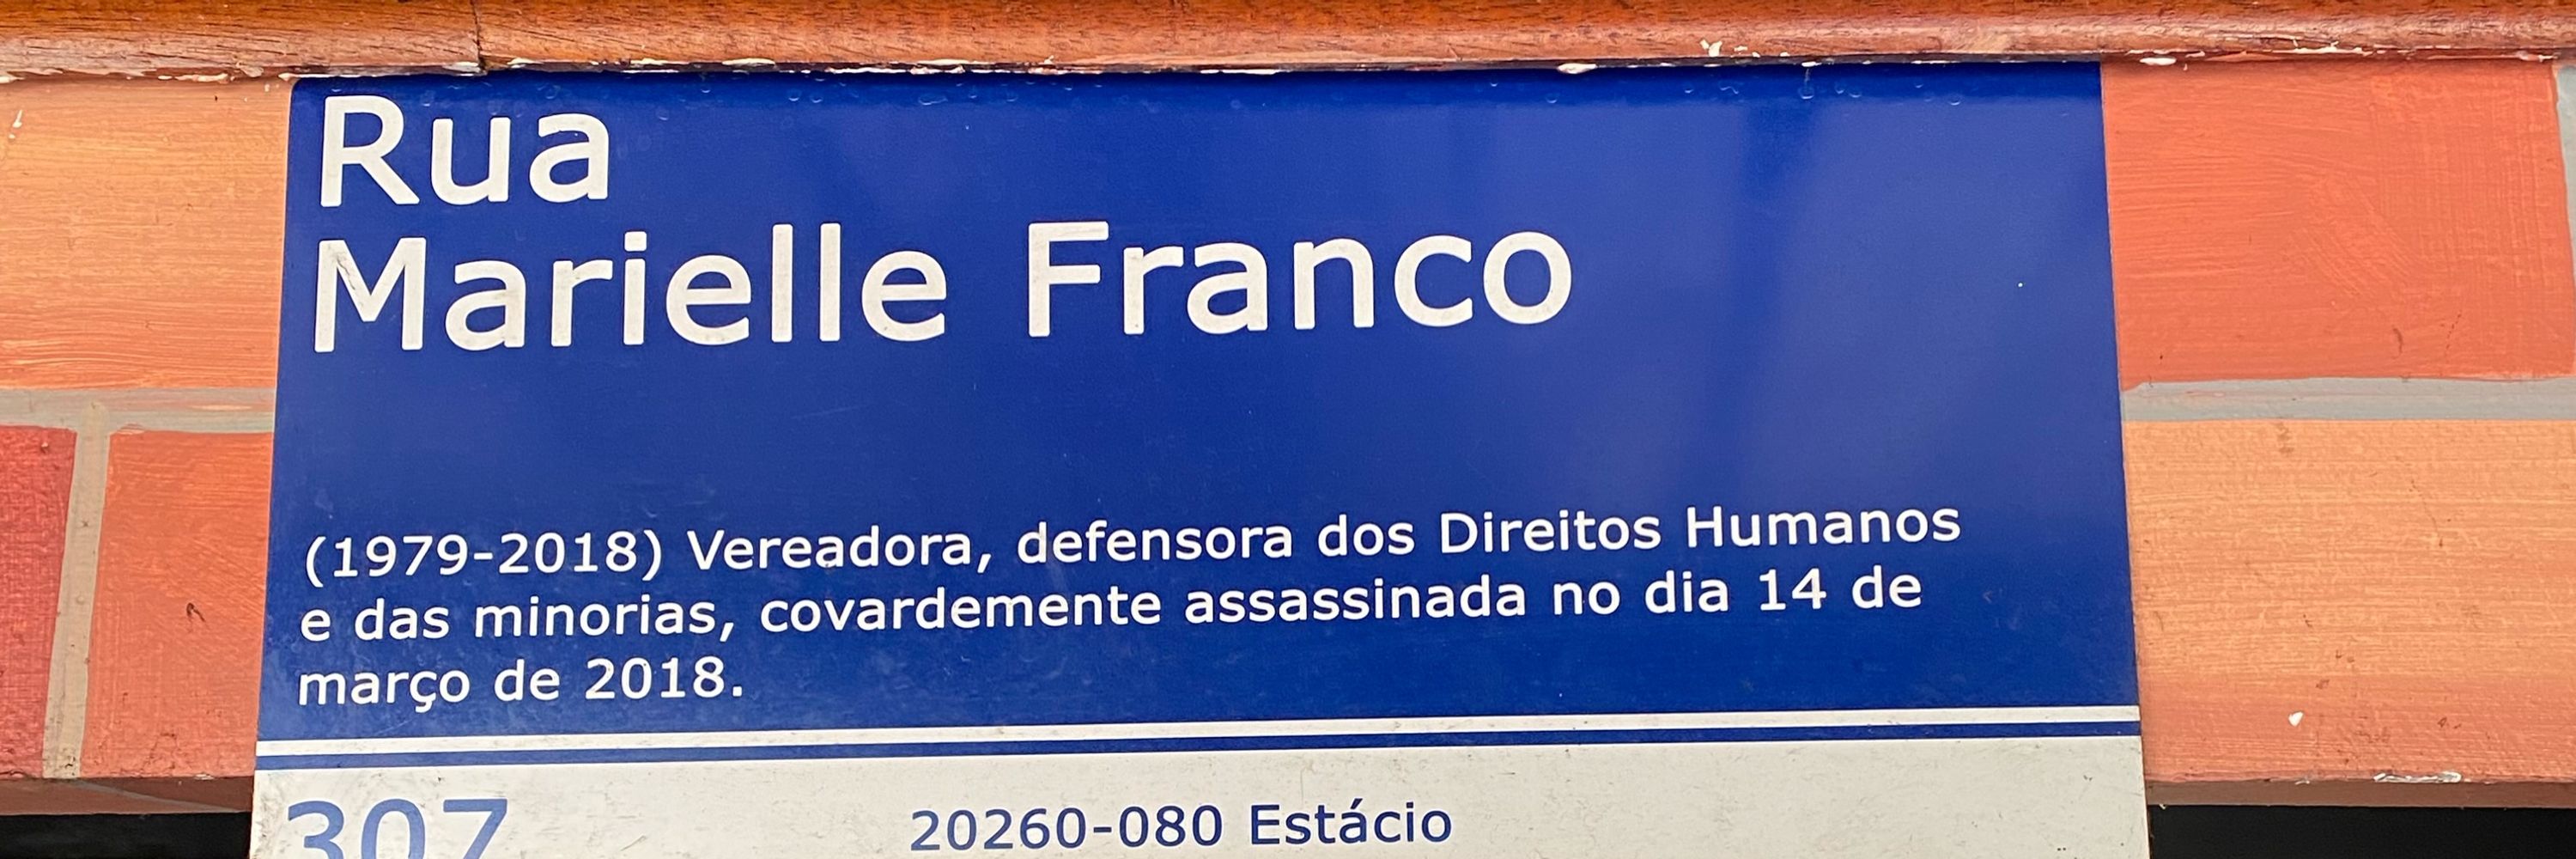 Rua
Marielle Franco
(1979-2018) Vereadora, defensora dos Direitos Humanos
e das minorias, covardemente assassinada no dia 14 de
março de 2018.
307
20260-080 Estácio